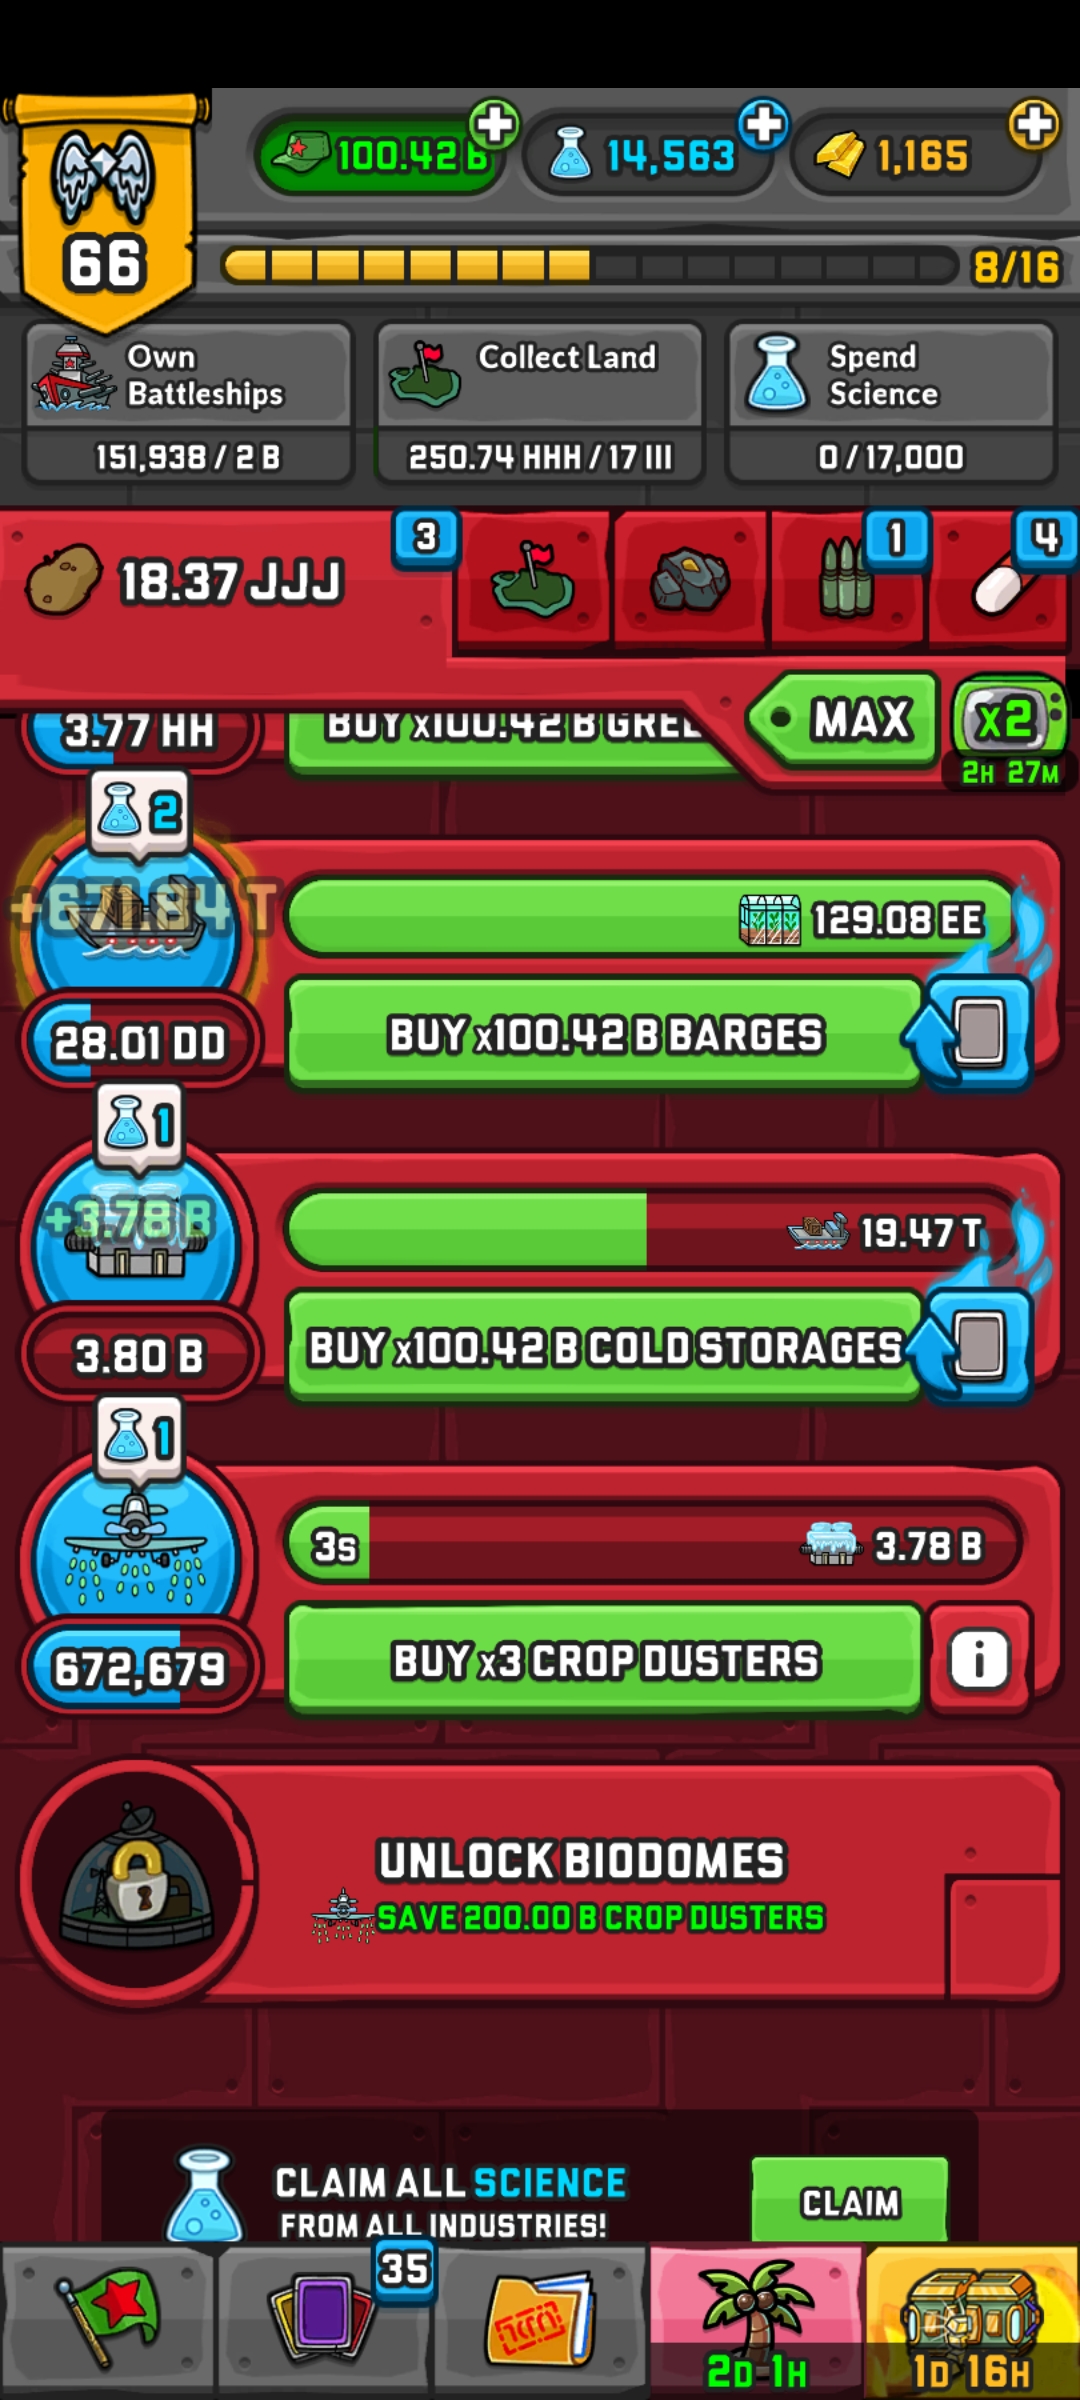 100.42 B
14,563
1,165
66
8/16
Own
Battleships
151,938 / 2 B
Collect Land
250.74 HHH / 17 III
Spend
Science
0 / 17,000
18.37 JJJ
3
1
4
MAX
x2
2H 27M
3.77 HH
BUY x100.42 B GREE
2
+671.84 T
129.08 EE
28.01 DD
BUY x100.42 B BARGES
1
+3.78 B
19.47 T
3.80 B
BUY x100.42 B COLD STORAGES
1
3s
3.78 B
672,679
BUY x3 CROP DUSTERS
i
UNLOCK BIODOMES
SAVE 200.00 B CROP DUSTERS
CLAIM ALL SCIENCE
FROM ALL INDUSTRIES!
CLAIM
35
2D 1H
1D 16H